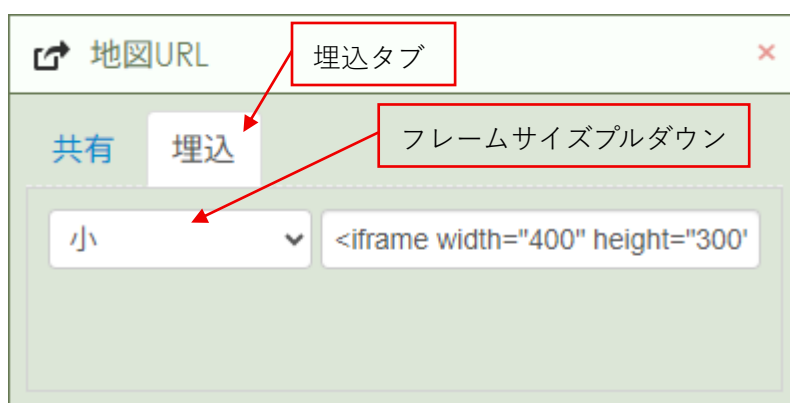 地図URL
埋込タブ
×
共有
埋込
フレームサイズプルダウン
小
<iframe width="400" height="300"